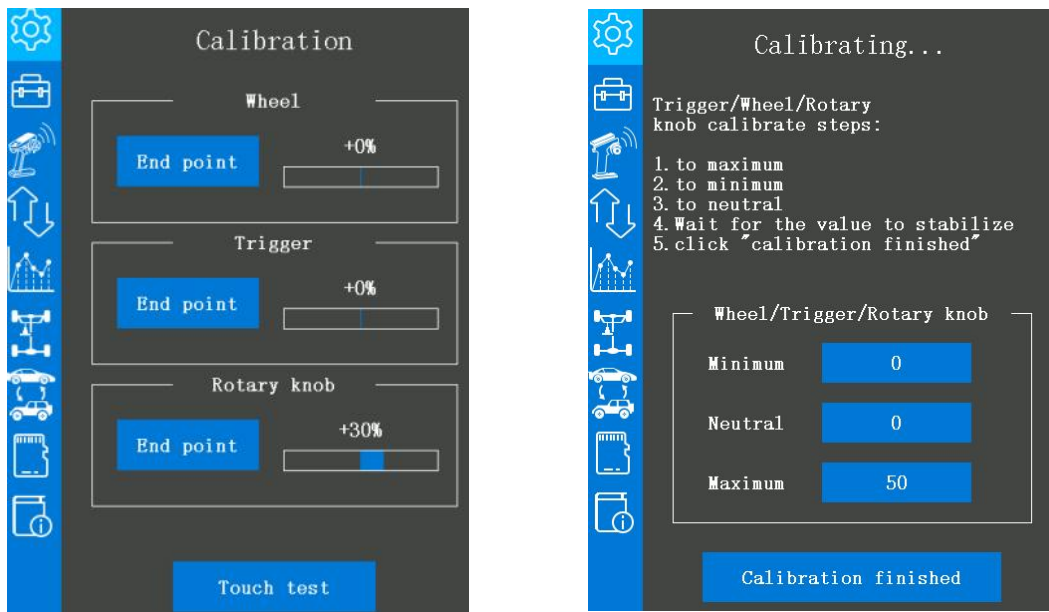 Calibration
Wheel
End point
+0%
Trigger
End point
+0%
Rotary knob
End point
+30%
Touch test
Calibrating...
Trigger/Wheel/Rotary
knob calibrate steps:
1. to maximum
2. to minimum
3. to neutral
4. Wait for the value to stabilize
5. click "calibration finished"
Wheel/Trigger/Rotary knob
Minimum 0
Neutral 0
Maximum 50
Calibration finished